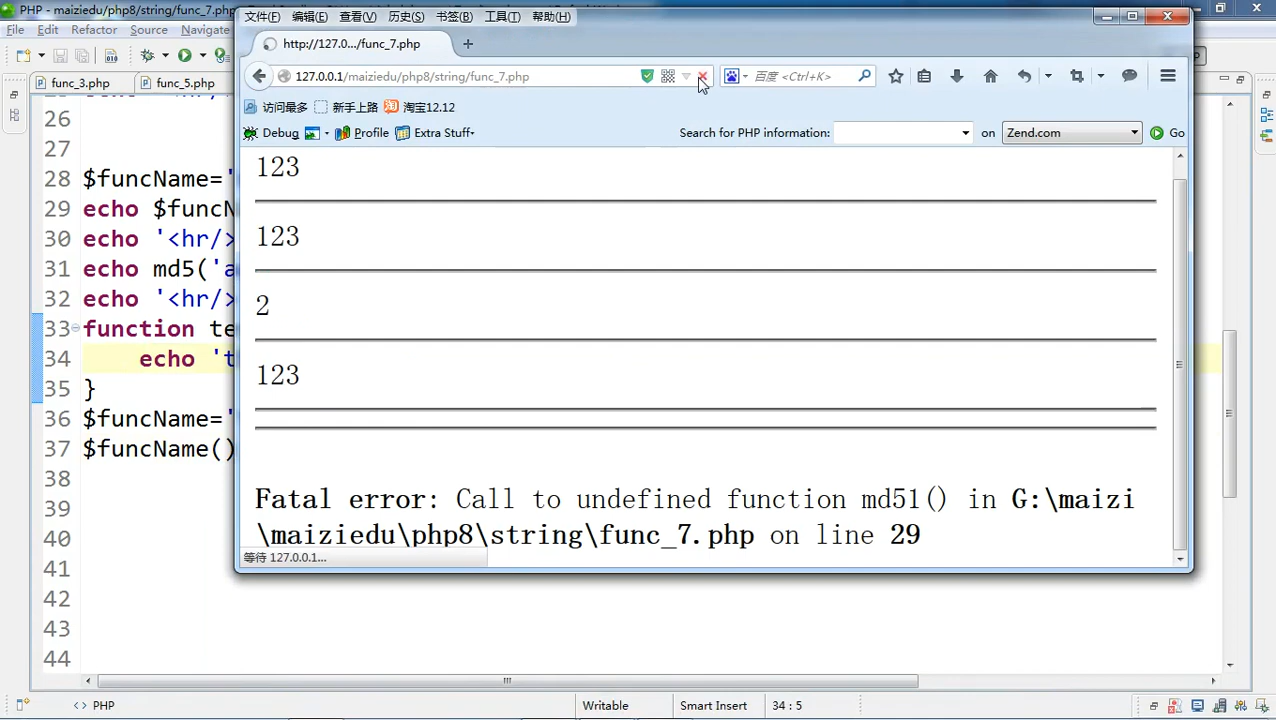 PHP - maiziedu/php8/string/func_7.php
File Edit Refactor Source Navigate
func_3.php func_5.php
26
27
28 $funcName='
29 echo $funcN
30 echo '<hr/>
31 echo md5('a
32 echo '<hr/>
33 function te
34 echo 't
35 }
36 $funcName='
37 $funcName()
38
39
40
41
42
43
44
文件(F) 编辑(E) 查看(V) 历史(S) 书签(B) 工具(T) 帮助(H)
http://127.0.../func_7.php
127.0.0.1/maiziedu/php8/string/func_7.php 百度 <Ctrl+K>
访问最多 新手上路 淘宝12.12
Debug Profile Extra Stuff Search for PHP information: on Zend.com Go
123
123
2
123
Fatal error: Call to undefined function md51() in G:\maizi
\maiziedu\php8\string\func_7.php on line 29
等待 127.0.0.1...
<> PHP Writable Smart Insert 34 : 5